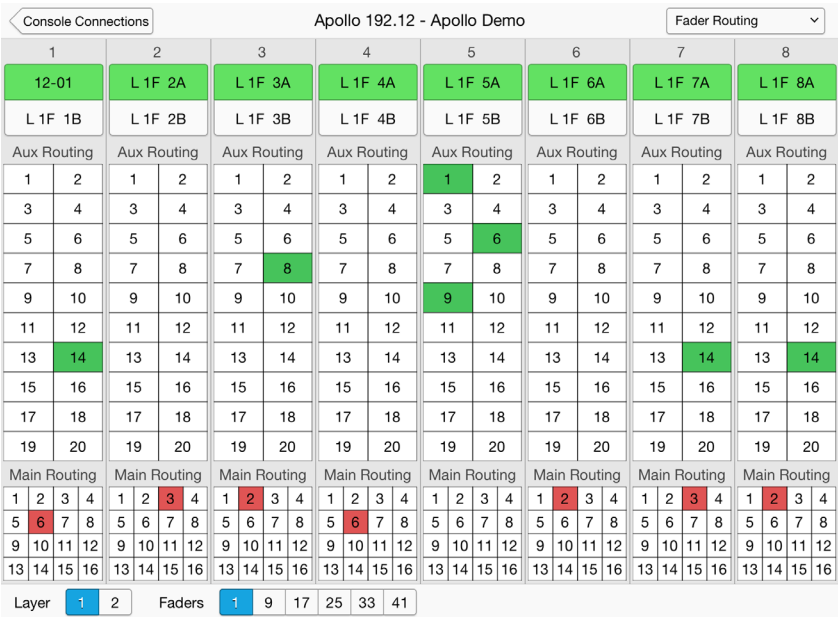 Console Connections Apollo 192.12 - Apollo Demo Fader Routing
1 2 3 4 5 6 7 8
12-01 L 1F 2A L 1F 3A L 1F 4A L 1F 5A L 1F 6A L 1F 7A L 1F 8A
L 1F 1B L 1F 2B L 1F 3B L 1F 4B L 1F 5B L 1F 6B L 1F 7B L 1F 8B
Aux Routing Aux Routing Aux Routing Aux Routing Aux Routing Aux Routing Aux Routing Aux Routing
1 2 1 2 1 2 1 2 1 2 1 2 1 2 1 2
3 4 3 4 3 4 3 4 3 4 3 4 3 4 3 4
5 6 5 6 5 6 5 6 5 6 5 6 5 6 5 6
7 8 7 8 7 8 7 8 7 8 7 8 7 8 7 8
9 10 9 10 9 10 9 10 9 10 9 10 9 10 9 10
11 12 11 12 11 12 11 12 11 12 11 12 11 12 11 12
13 14 13 14 13 14 13 14 13 14 13 14 13 14 13 14
15 16 15 16 15 16 15 16 15 16 15 16 15 16 15 16
17 18 17 18 17 18 17 18 17 18 17 18 17 18 17 18
19 20 19 20 19 20 19 20 19 20 19 20 19 20 19 20
Main Routing Main Routing Main Routing Main Routing Main Routing Main Routing Main Routing Main Routing
1 2 3 4 1 2 3 4 1 2 3 4 1 2 3 4 1 2 3 4 1 2 3 4 1 2 3 4 1 2 3 4
5 6 7 8 5 6 7 8 5 6 7 8 5 6 7 8 5 6 7 8 5 6 7 8 5 6 7 8 5 6 7 8
9 10 11 12 9 10 11 12 9 10 11 12 9 10 11 12 9 10 11 12 9 10 11 12 9 10 11 12 9 10 11 12
13 14 15 16 13 14 15 16 13 14 15 16 13 14 15 16 13 14 15 16 13 14 15 16 13 14 15 16 13 14 15 16
Layer 1 2 Faders 1 9 17 25 33 41